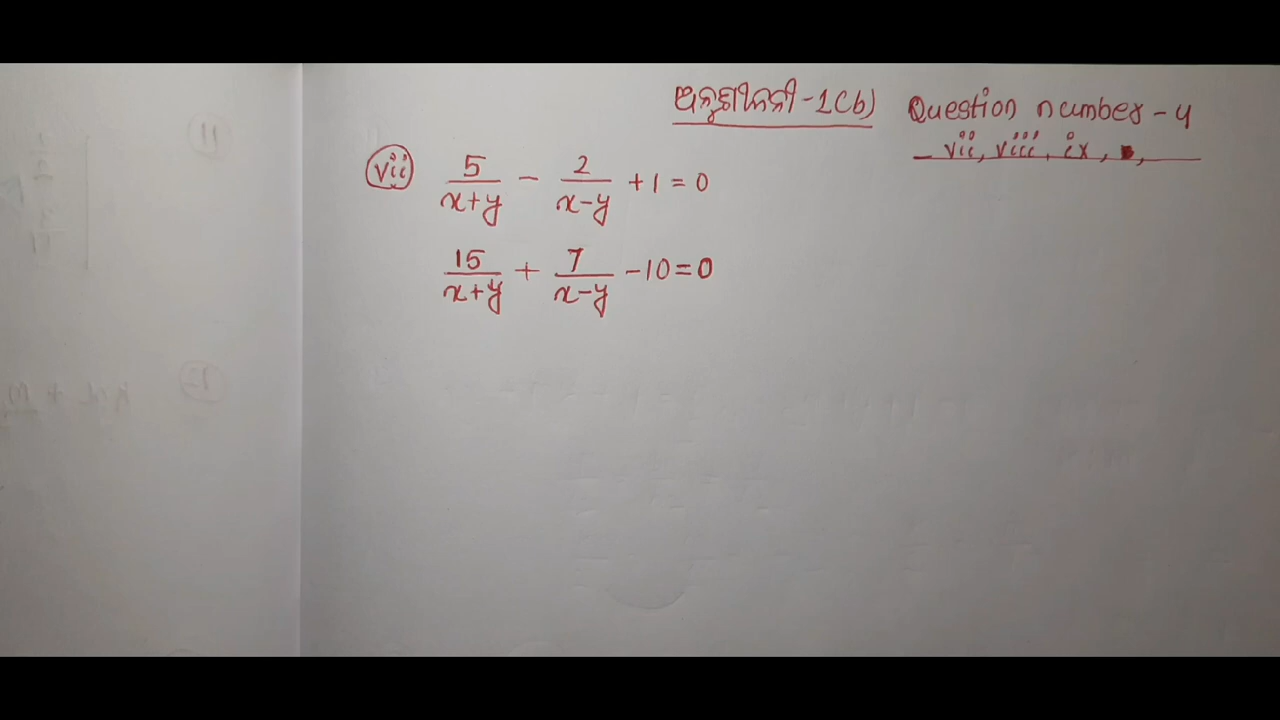 ଅନୁଶୀଳନୀ-1(b) Question number-4
vii, viii, ix,
(vii) 5/(x+y) - 2/(x-y) +1=0
15/(x+y) + 7/(x-y) -10=0